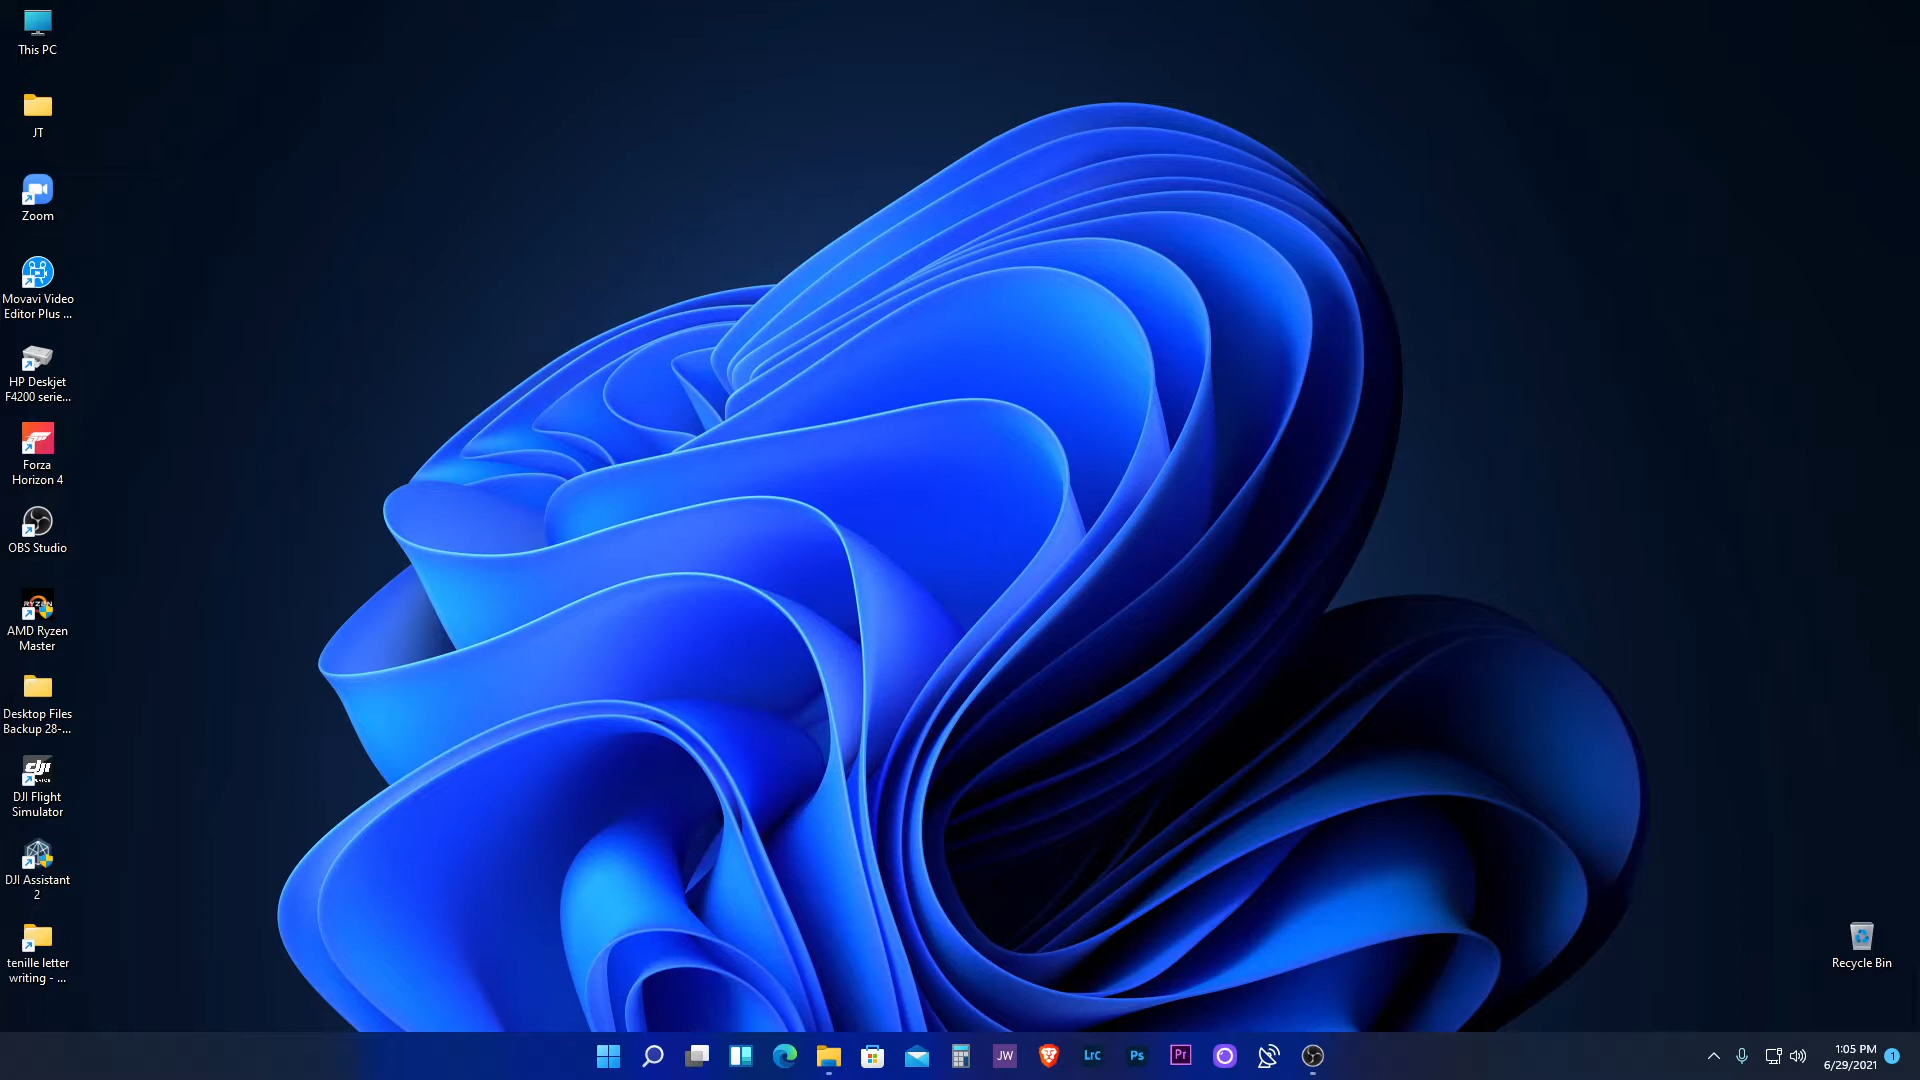 This PC
JT
Zoom
Movavi Video
Editor Plus ...
HP Deskjet
F4200 serie...
Forza
Horizon 4
OBS Studio
RYZEN
AMD Ryzen
Master
Desktop Files
Backup 28-...
dji
DJI Flight
Simulator
DJI Assistant
2
tenille letter
writing - ...
Recycle Bin
JW
Lrc
Ps
Pr
1:05 PM
6/29/2021
1